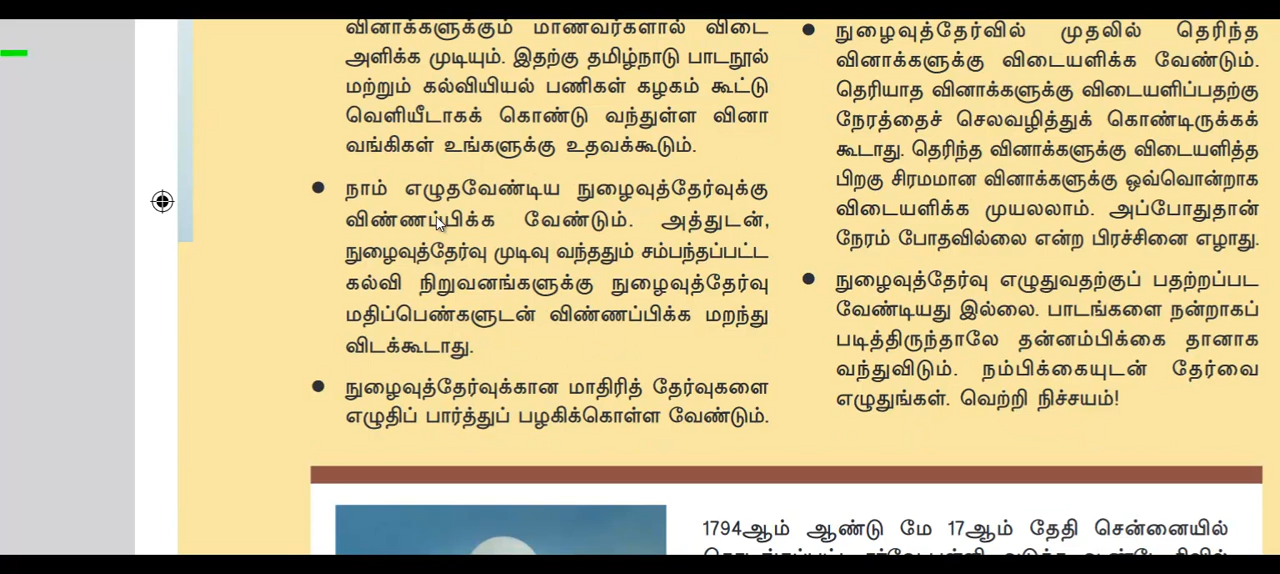 வினாக்களுக்கும் மாணவர்களால் விடை
அளிக்க முடியும். இதற்கு தமிழ்நாடு பாடநூல்
மற்றும் கல்வியியல் பணிகள் கழகம் கூட்டு
வெளியீடாகக் கொண்டு வந்துள்ள வினா
வங்கிகள் உங்களுக்கு உதவக்கூடும்.
● நாம் எழுதவேண்டிய நுழைவுத்தேர்வுக்கு
விண்ணப்பிக்க வேண்டும். அத்துடன்,
நுழைவுத்தேர்வு முடிவு வந்ததும் சம்பந்தப்பட்ட
கல்வி நிறுவனங்களுக்கு நுழைவுத்தேர்வு
மதிப்பெண்களுடன் விண்ணப்பிக்க மறந்து
விடக்கூடாது.
● நுழைவுத்தேர்வுக்கான மாதிரித் தேர்வுகளை
எழுதிப் பார்த்துப் பழகிக்கொள்ள வேண்டும்.
● நுழைவுத்தேர்வில் முதலில் தெரிந்த
வினாக்களுக்கு விடையளிக்க வேண்டும்.
தெரியாத வினாக்களுக்கு விடையளிப்பதற்கு
நேரத்தைச் செலவழித்துக் கொண்டிருக்கக்
கூடாது. தெரிந்த வினாக்களுக்கு விடையளித்த
பிறகு சிரமமான வினாக்களுக்கு ஒவ்வொன்றாக
விடையளிக்க முயலலாம். அப்போதுதான்
நேரம் போதவில்லை என்ற பிரச்சினை எழாது.
● நுழைவுத்தேர்வு எழுதுவதற்குப் பதற்றப்பட
வேண்டியது இல்லை. பாடங்களை நன்றாகப்
படித்திருந்தாலே தன்னம்பிக்கை தானாக
வந்துவிடும். நம்பிக்கையுடன் தேர்வை
எழுதுங்கள். வெற்றி நிச்சயம்!
1794ஆம் ஆண்டு மே 17ஆம் தேதி சென்னையில்